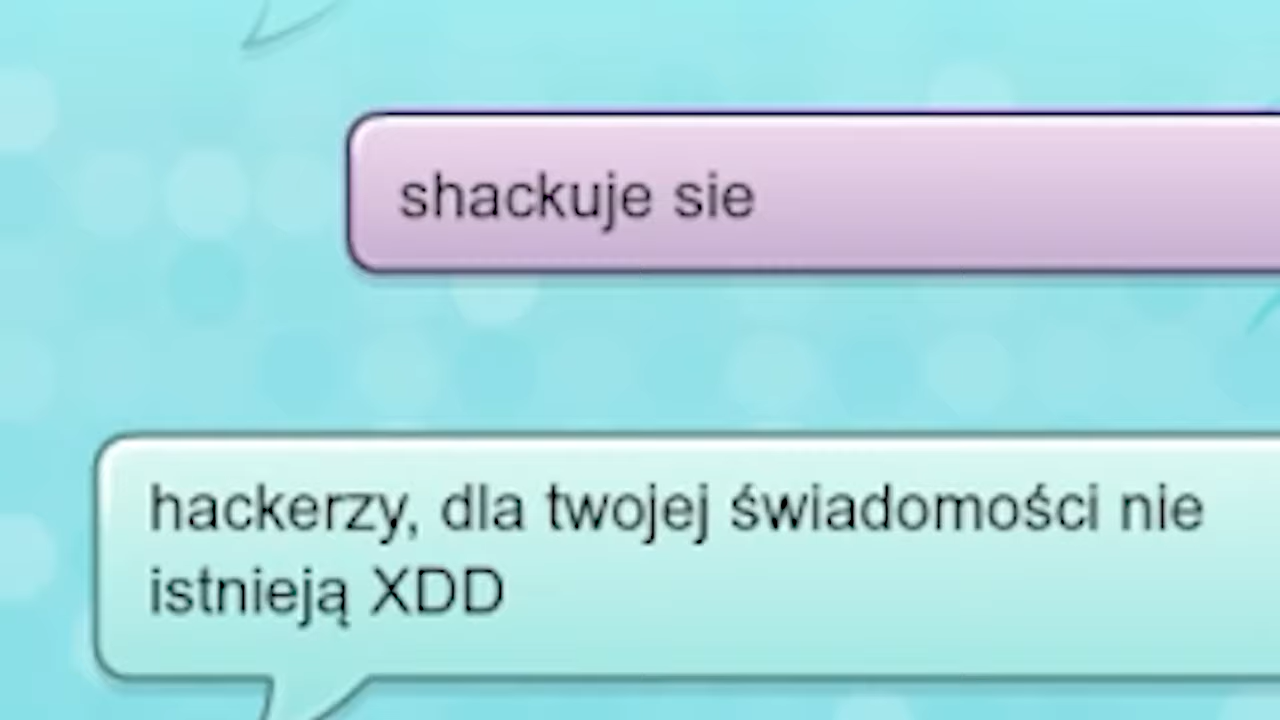 shackuje sie
hackerzy, dla twojej świadomości nie
istnieją XDD